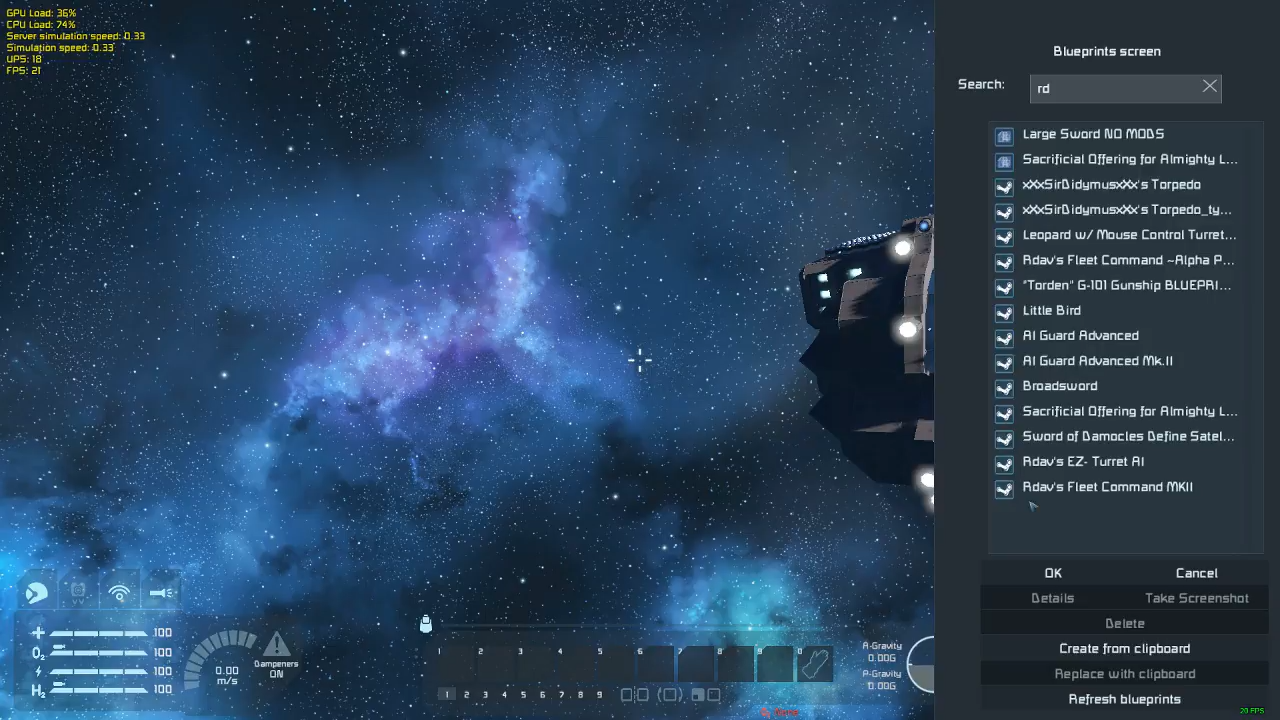 GPU Load: 36%
CPU Load: 74%
Server simulation speed: 0.33
Simulation speed: 0.33
UPS: 18
FPS: 21
Blueprints screen
Search:
rd
Large Sword NO MODS
Sacrificial Offering for Almighty L...
xXxSirDidymusxXx's Torpedo
xXxSirDidymusxXx's Torpedo_ty...
Leopard w/ Mouse Control Turret...
Rdav's Fleet Command ~Alpha P...
"Torden" G-101 Gunship BLUEPRI...
Little Bird
AI Guard Advanced
AI Guard Advanced Mk.II
Broadsword
Sacrificial Offering for Almighty L...
Sword of Damocles Define Satel...
Rdav's EZ- Turret AI
Rdav's Fleet Command MKII
OK Cancel
Details Take Screenshot
Delete
Create from clipboard
Replace with clipboard
Refresh blueprints
100
O2 100
100
H2 100
0.00
m/s
Dampeners
ON
1 2 3 4 5 6 7 8 9 0
1 2 3 4 5 6 7 8 9
A-Gravity
0.00G
P-Gravity
0.00G
20 FPS